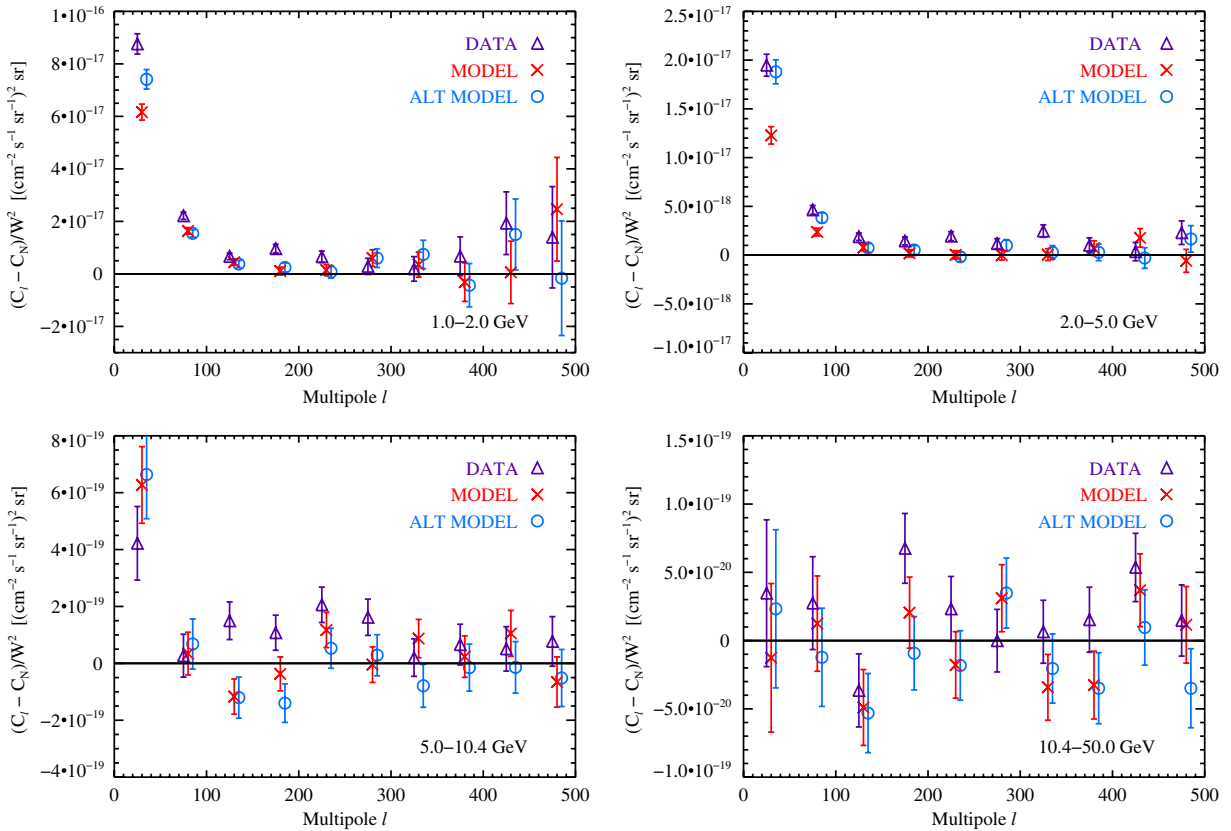 (C_l − C_N)/W² [(cm⁻² s⁻¹ sr⁻¹)² sr]
1•10⁻¹⁶
8•10⁻¹⁷
6•10⁻¹⁷
4•10⁻¹⁷
2•10⁻¹⁷
0
−2•10⁻¹⁷
DATA
MODEL
ALT MODEL
1.0–2.0 GeV
0 100 200 300 400 500
Multipole l
(C_l − C_N)/W² [(cm⁻² s⁻¹ sr⁻¹)² sr]
2.5•10⁻¹⁷
2.0•10⁻¹⁷
1.5•10⁻¹⁷
1.0•10⁻¹⁷
5.0•10⁻¹⁸
0
−5.0•10⁻¹⁸
−1.0•10⁻¹⁷
DATA
MODEL
ALT MODEL
2.0–5.0 GeV
0 100 200 300 400 500
Multipole l
(C_l − C_N)/W² [(cm⁻² s⁻¹ sr⁻¹)² sr]
8•10⁻¹⁹
6•10⁻¹⁹
4•10⁻¹⁹
2•10⁻¹⁹
0
−2•10⁻¹⁹
−4•10⁻¹⁹
DATA
MODEL
ALT MODEL
5.0–10.4 GeV
0 100 200 300 400 500
Multipole l
(C_l − C_N)/W² [(cm⁻² s⁻¹ sr⁻¹)² sr]
1.5•10⁻¹⁹
1.0•10⁻¹⁹
5.0•10⁻²⁰
0
−5.0•10⁻²⁰
−1.0•10⁻¹⁹
DATA
MODEL
ALT MODEL
10.4–50.0 GeV
0 100 200 300 400 500
Multipole l